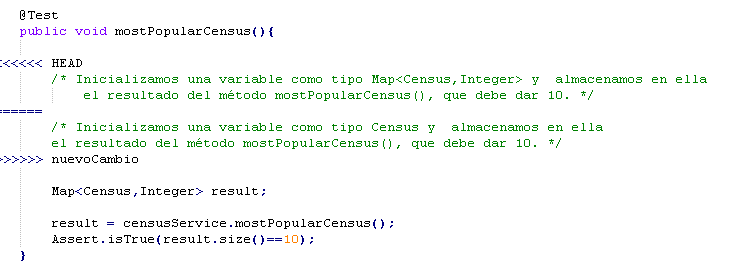 @Test
public void mostPopularCensus(){
<<<<<< HEAD
/* Inicializamos una variable como tipo Map<Census,Integer> y  almacenamos en ella
el resultado del método mostPopularCensus(), que debe dar 10. */
======
/* Inicializamos una variable como tipo Census y  almacenamos en ella
el resultado del método mostPopularCensus(), que debe dar 10. */
>>>>>> nuevoCambio
Map<Census,Integer> result;
result = censusService.mostPopularCensus();
Assert.isTrue(result.size()==10);
}